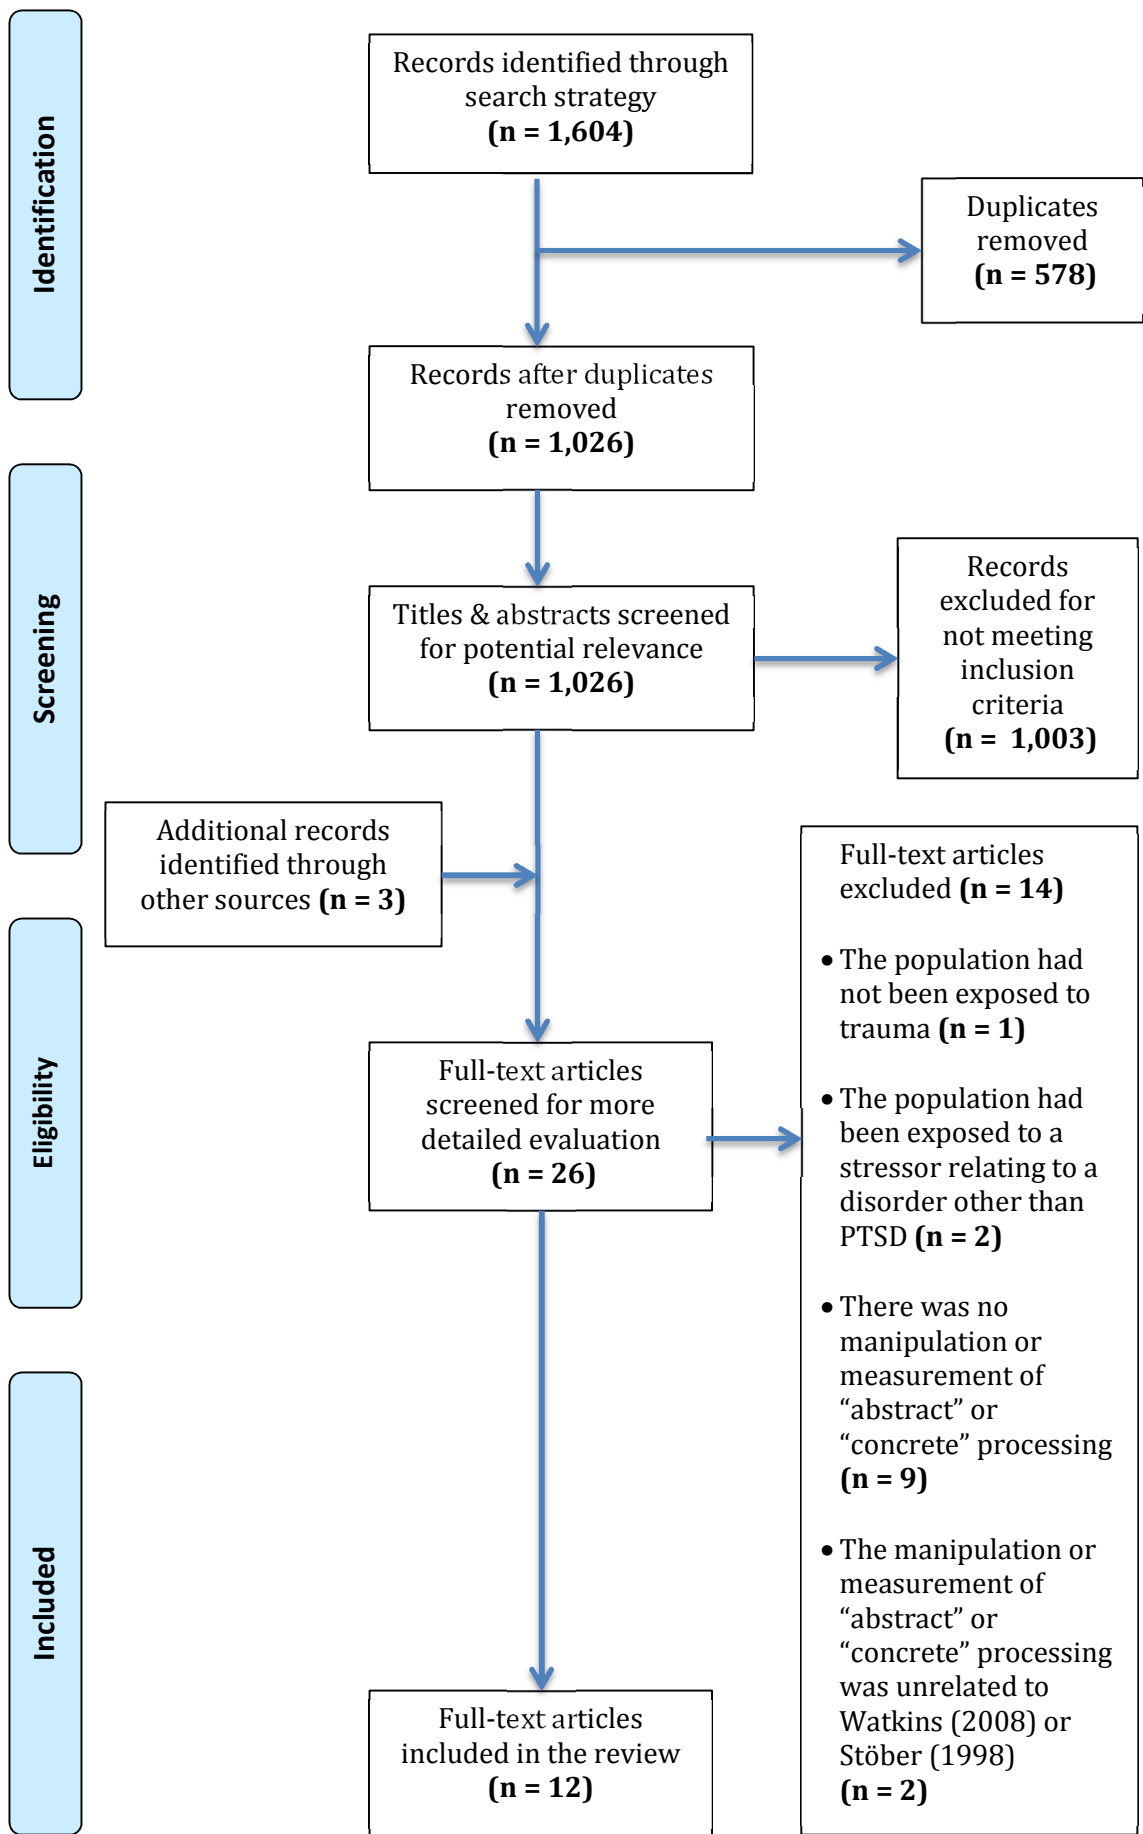 Identification
Records identified through
search strategy
(n = 1,604)
Duplicates
removed
(n = 578)
Records after duplicates
removed
(n = 1,026)
Screening
Titles & abstracts screened
for potential relevance
(n = 1,026)
Records
excluded for
not meeting
inclusion
criteria
(n =  1,003)
Additional records
identified through
other sources (n = 3)
Eligibility
Full-text articles
screened for more
detailed evaluation
(n = 26)
Full-text articles
excluded (n = 14)
• The population had
not been exposed to
trauma (n = 1)
• The population had
been exposed to a
stressor relating to a
disorder other than
PTSD (n = 2)
• There was no
manipulation or
measurement of
“abstract” or
“concrete” processing
(n = 9)
• The manipulation or
measurement of
“abstract” or
“concrete” processing
was unrelated to
Watkins (2008) or
Stöber (1998)
(n = 2)
Included
Full-text articles
included in the review
(n = 12)